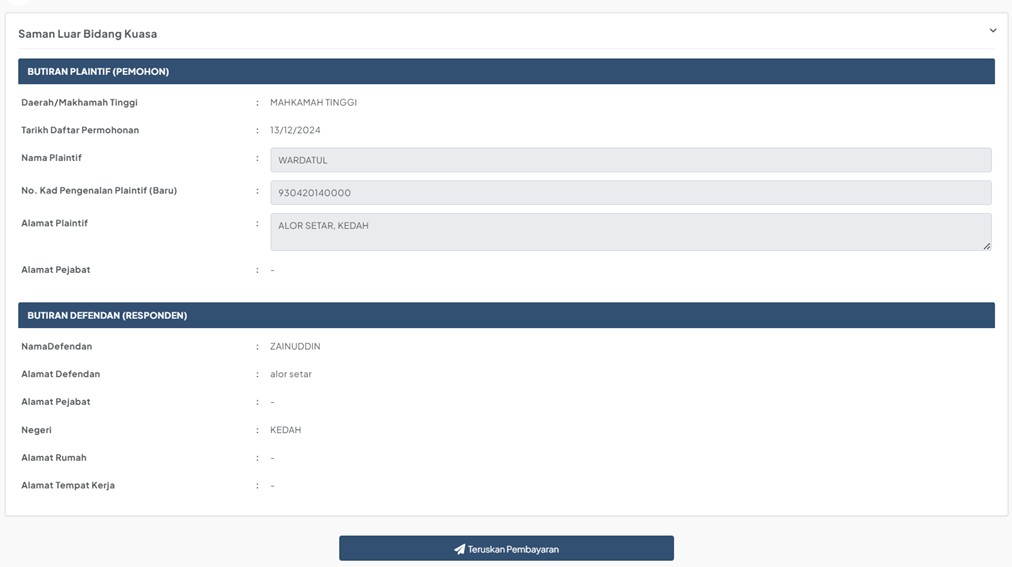 Saman Luar Bidang Kuasa
BUTIRAN PLAINTIF (PEMOHON)
Daerah/Makhamah Tinggi : MAHKAMAH TINGGI
Tarikh Daftar Permohonan : 13/12/2024
Nama Plaintif : WARDATUL
No. Kad Pengenalan Plaintif (Baru) : 930420140000
Alamat Plaintif : ALOR SETAR, KEDAH
Alamat Pejabat : -
BUTIRAN DEFENDAN (RESPONDEN)
NamaDefendan : ZAINUDDIN
Alamat Defendan : alor setar
Alamat Pejabat : -
Negeri : KEDAH
Alamat Rumah : -
Alamat Tempat Kerja : -
Teruskan Pembayaran